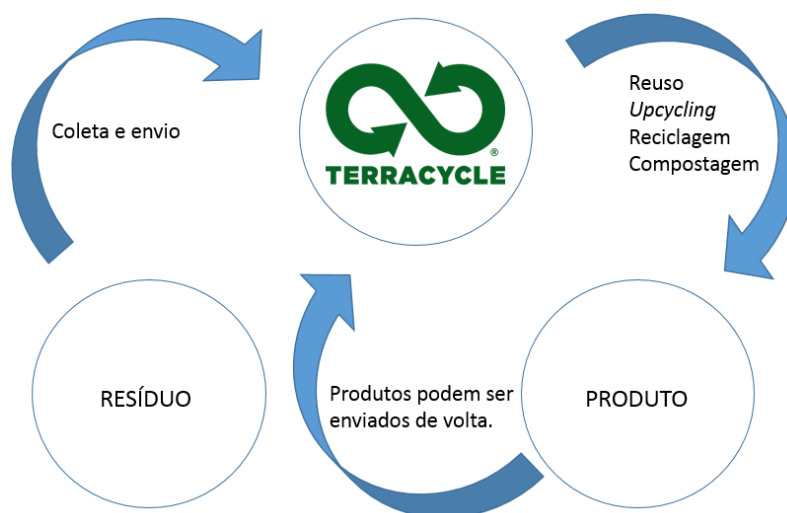 Coleta e envio
TERRACYCLE®
Reuso
Upcycling
Reciclagem
Compostagem
RESÍDUO
Produtos podem ser
enviados de volta.
PRODUTO